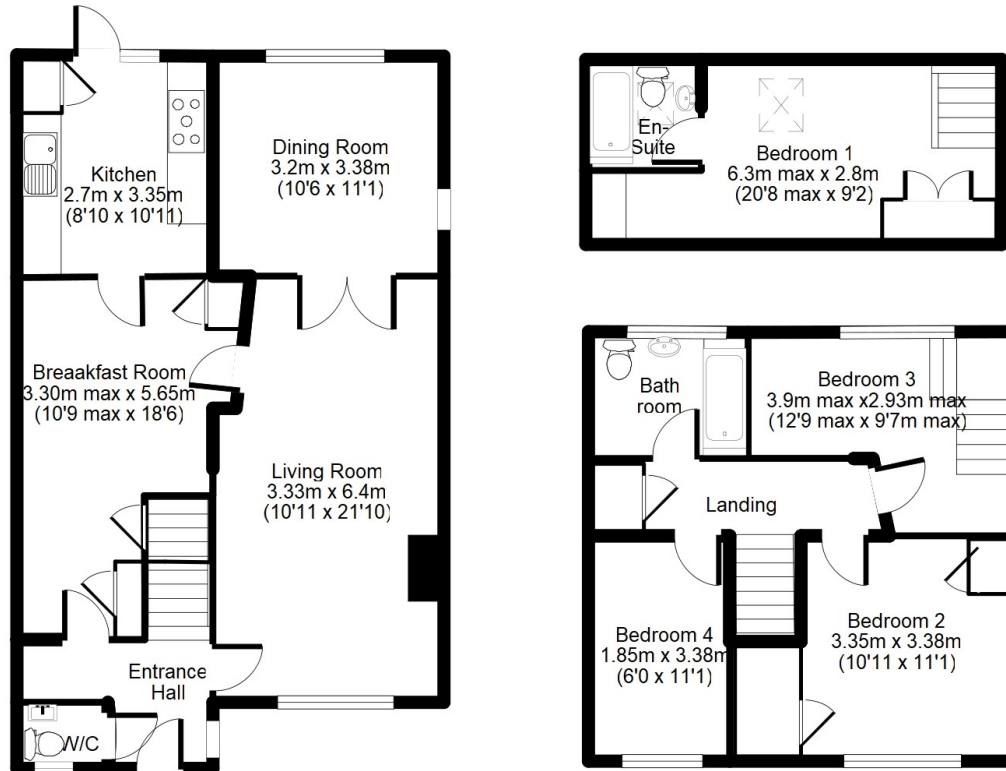 Kitchen
2.7m x 3.35m
(8'10 x 10'11)
Dining Room
3.2m x 3.38m
(10'6 x 11'1)
Breaakfast Room
3.30m max x 5.65m
(10'9 max x 18'6)
Living Room
3.33m x 6.4m
(10'11 x 21'10)
Entrance
Hall
W/C
En-
Suite
Bedroom 1
6.3m max x 2.8m
(20'8 max x 9'2)
Bath
room
Bedroom 3
3.9m max x2.93m max
(12'9 max x 9'7m max)
Landing
Bedroom 4
1.85m x 3.38m
(6'0 x 11'1)
Bedroom 2
3.35m x 3.38m
(10'11 x 11'1)